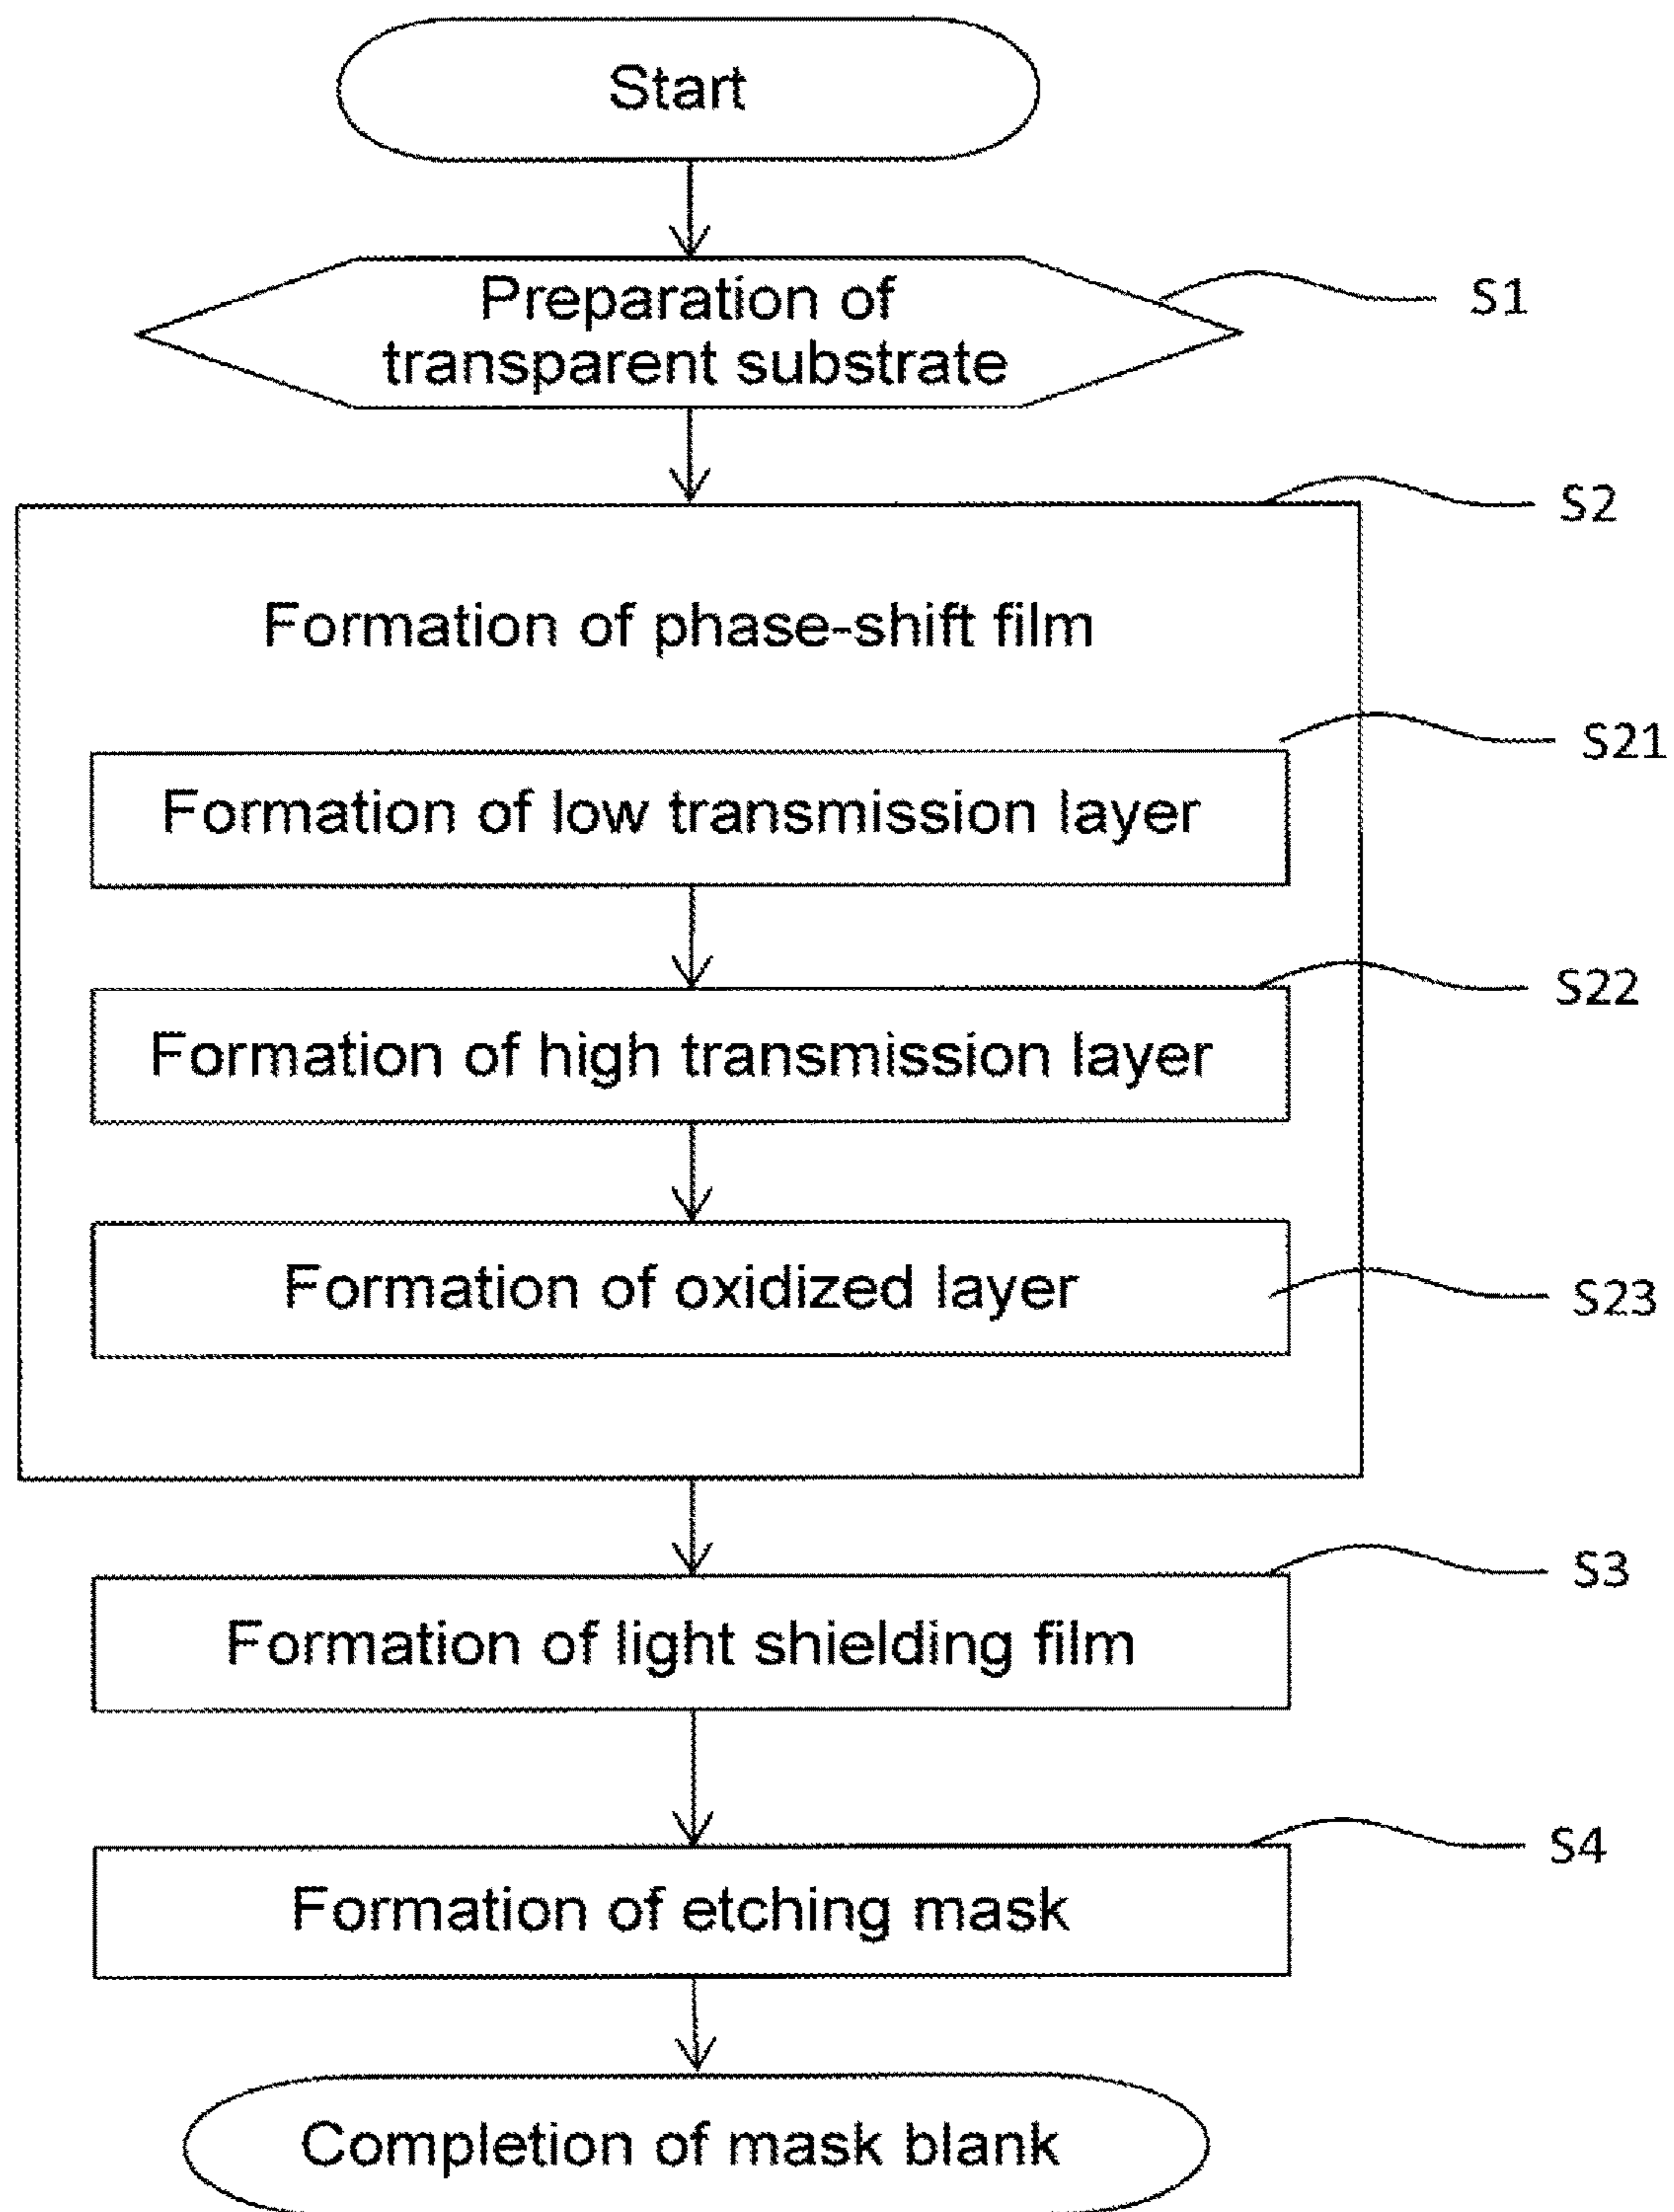 Start
Preparation of
transparent substrate
S1
S2
Formation of phase-shift film
S21
Formation of low transmission layer
S22
Formation of high transmission layer
Formation of oxidized layer
S23
S3
Formation of light shielding film
S4
Formation of etching mask
Completion of mask blank